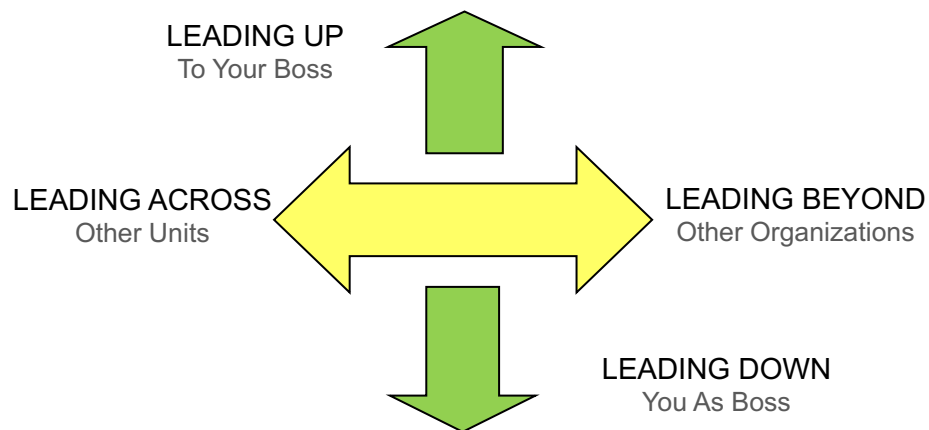 LEADING UP
To Your Boss
LEADING ACROSS
Other Units
LEADING BEYOND
Other Organizations
LEADING DOWN
You As Boss